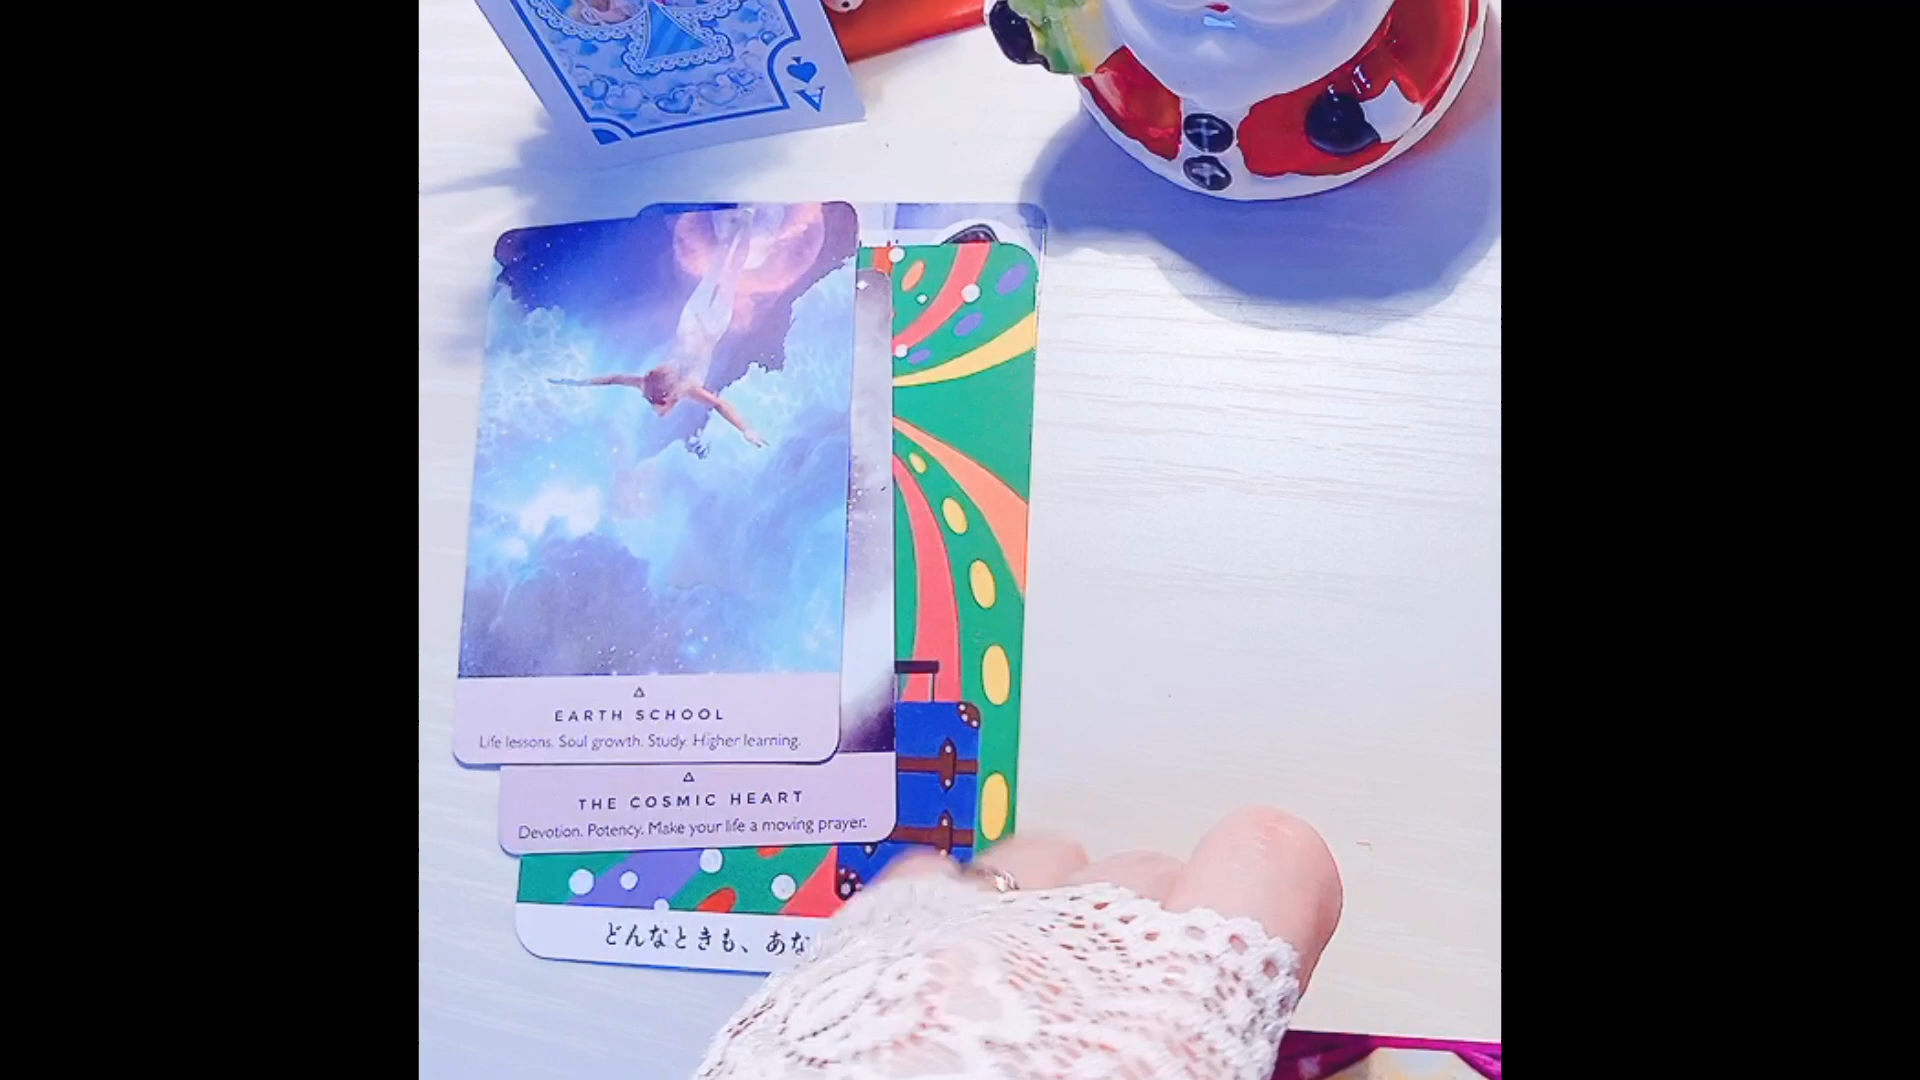 A
EARTH SCHOOL
Life lessons. Soul growth. Study. Higher learning.
THE COSMIC HEART
Devotion. Potency. Make your life a moving prayer.
どんなときも、あな